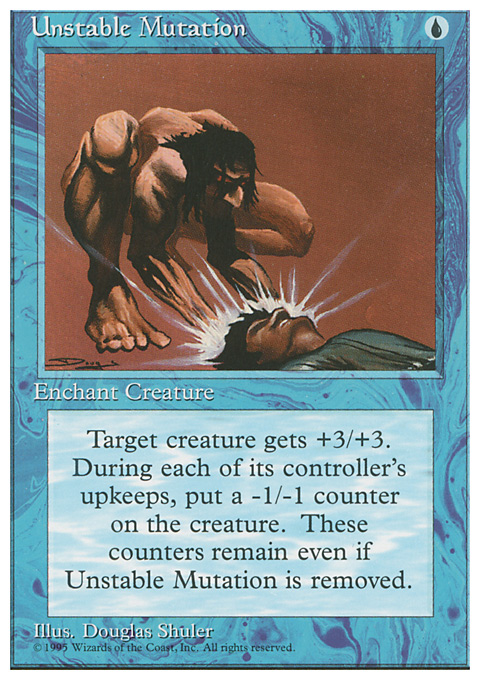 Unstable Mutation
Enchant Creature
Target creature gets +3/+3.
During each of its controller's
upkeeps, put a -1/-1 counter
on the creature.  These
counters remain even if
Unstable Mutation is removed.
Illus. Douglas Shuler
© 1995 Wizards of the Coast, Inc. All rights reserved.